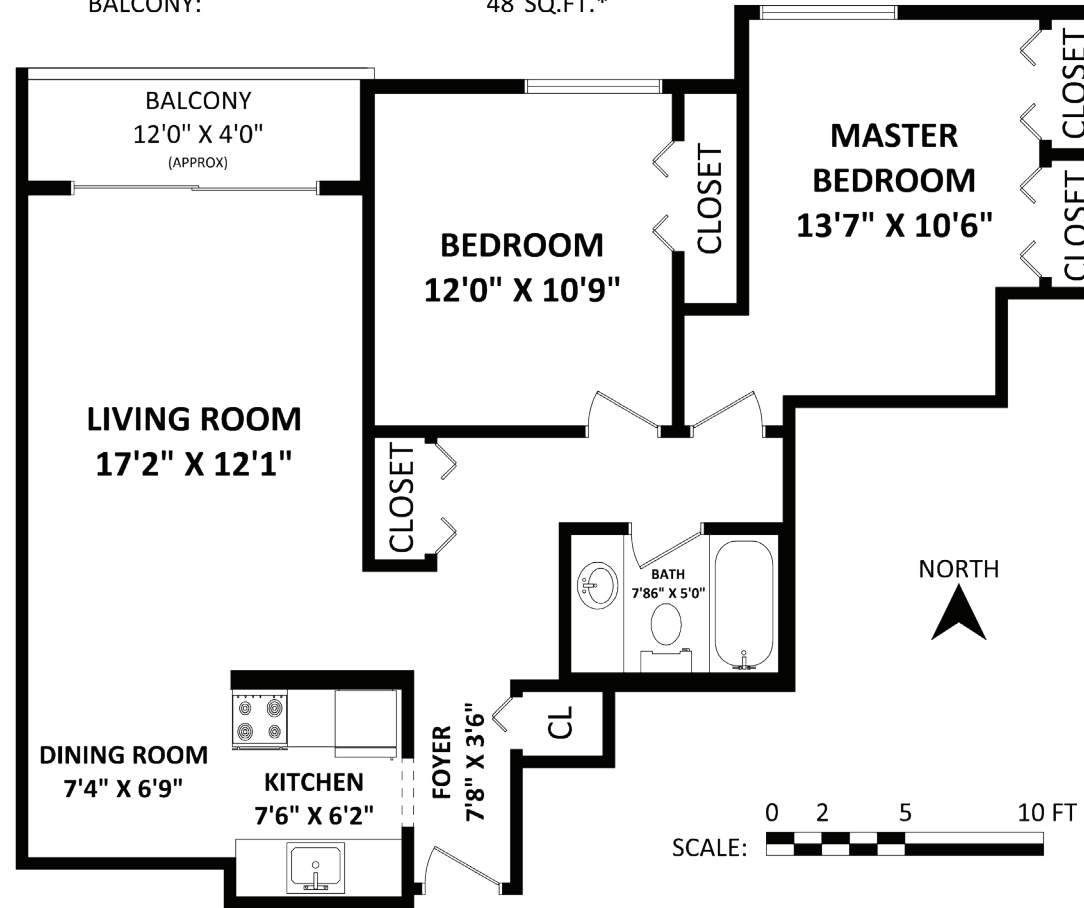 BALCONY: 48 SQ.FT.*
BALCONY
12'0" X 4'0"
(APPROX)
BEDROOM
12'0" X 10'9"
CLOSET
MASTER
BEDROOM
13'7" X 10'6"
CLOSET
CLOSET
LIVING ROOM
17'2" X 12'1"
CLOSET
BATH
7'86" X 5'0"
NORTH
DINING ROOM
7'4" X 6'9"
KITCHEN
7'6" X 6'2"
FOYER
7'8" X 3'6"
CL
0 2 5 10 FT
SCALE: